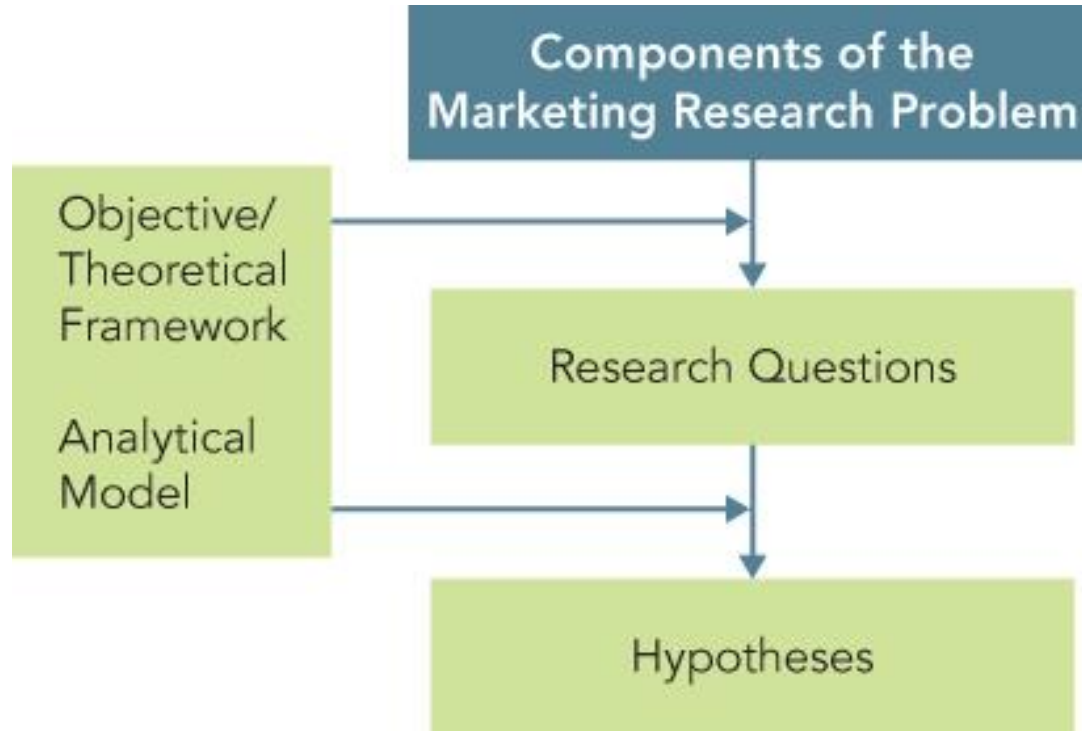 Components of the
Marketing Research Problem
Objective/
Theoretical
Framework
Analytical
Model
Research Questions
Hypotheses